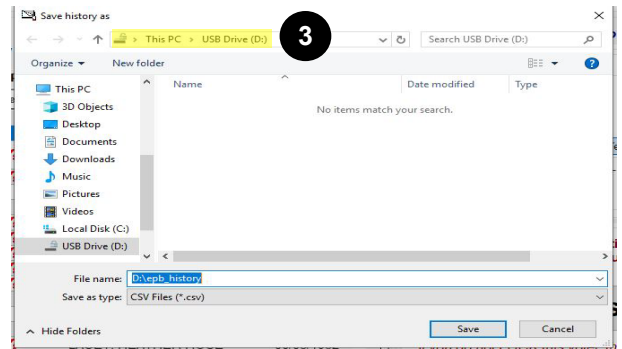 Save history as
This PC > USB Drive (D:)
3
Search USB Drive (D:)
Organize
New folder
?
Name
Date modified
Type
No items match your search.
This PC
3D Objects
Desktop
Documents
Downloads
Music
Pictures
Videos
Local Disk (C:)
USB Drive (D:)
File name: D:\epb_history
Save as type: CSV Files (*.csv)
Hide Folders
Save
Cancel